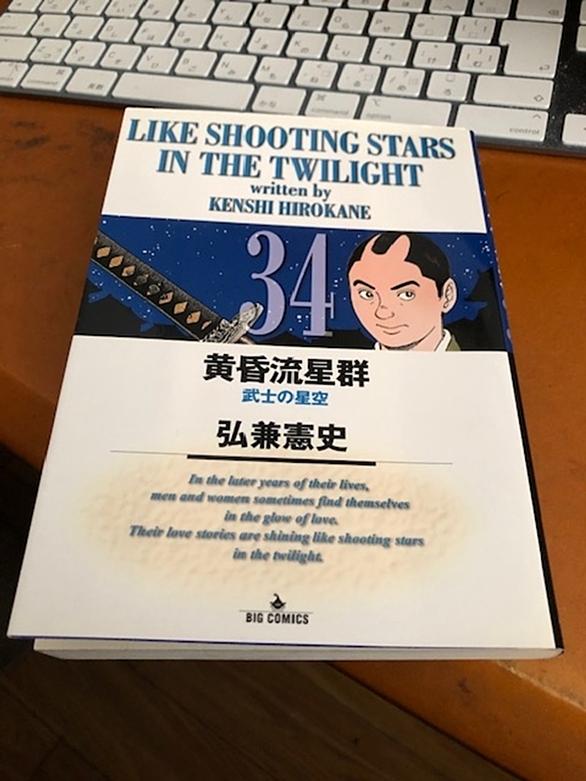 LIKE SHOOTING STARS
IN THE TWILIGHT
written by
KENSHI HIROKANE
34
黄昏流星群
武士の星空
弘兼憲史
In the later years of their lives,
men and women sometimes find themselves
in the glow of love.
Their love stories are shining like shooting stars
in the twilight.
BIG COMICS